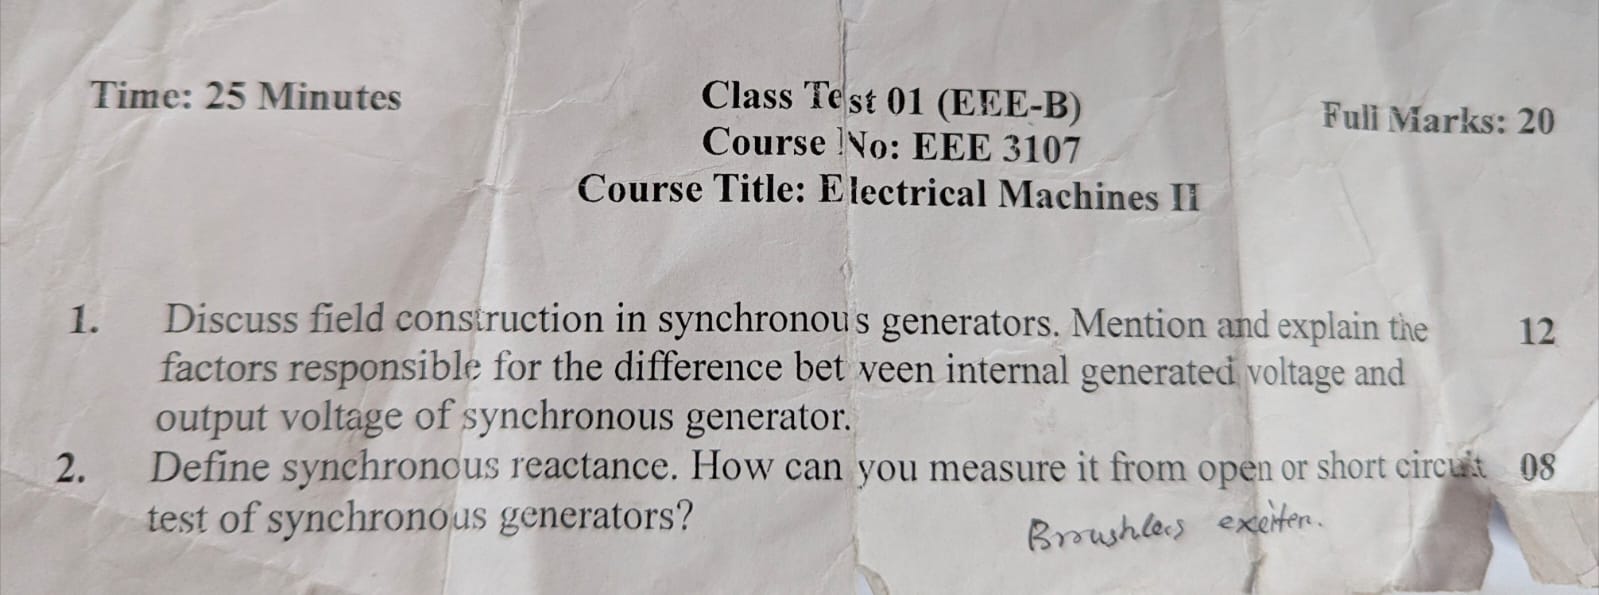 Time: 25 Minutes
Class Test 01 (EEE-B)
Full Marks: 20
Course No: EEE 3107
Course Title: Electrical Machines II
1. Discuss field construction in synchronous generators. Mention and explain the 12
factors responsible for the difference between internal generated voltage and
output voltage of synchronous generator.
2. Define synchronous reactance. How can you measure it from open or short circuit 08
test of synchronous generators?
Broushless exciter.